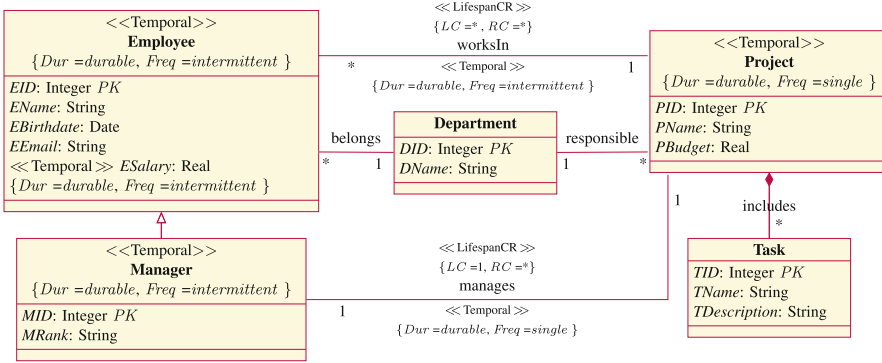 <<Temporal>>
Employee
{Dur =durable, Freq =intermittent }
EID: Integer PK
EName: String
EBirthdate: Date
EEmail: String
≪Temporal≫ ESalary: Real
{Dur =durable, Freq =intermittent }
≪LifespanCR≫
{LC =* , RC =*}
worksIn
* 1
≪Temporal≫
{Dur =durable, Freq =intermittent }
<<Temporal>>
Project
{Dur =durable, Freq =single }
PID: Integer PK
PName: String
PBudget: Real
belongs
* 1
Department
DID: Integer PK
DName: String
responsible
1 *
includes
*
1
Task
TID: Integer PK
TName: String
TDescription: String
<<Temporal>>
Manager
{Dur =durable, Freq =intermittent }
MID: Integer PK
MRank: String
≪LifespanCR≫
{LC =1, RC =*}
manages
1
≪Temporal≫
{Dur =durable, Freq =single }